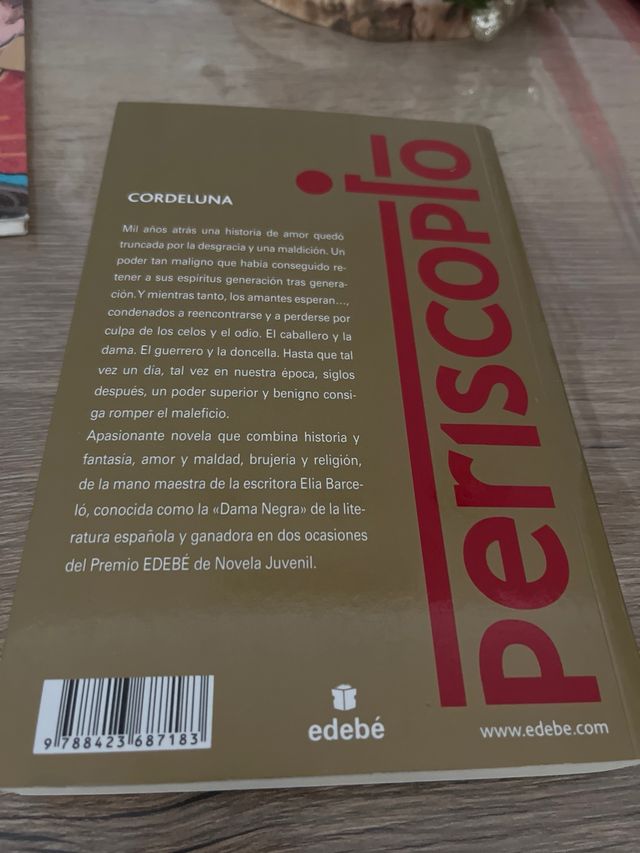 CORDELUNA
Mil años atrás una historia de amor quedó
truncada por la desgracia y una maldición. Un
poder tan maligno que había conseguido re-
tener a sus espíritus generación tras genera-
ción. Y mientras tanto, los amantes esperan...,
condenados a reencontrarse y a perderse por
culpa de los celos y el odio. El caballero y la
dama. El guerrero y la doncella. Hasta que tal
vez un día, tal vez en nuestra época, siglos
después, un poder superior y benigno consi-
ga romper el maleficio.
Apasionante novela que combina historia y
fantasía, amor y maldad, brujería y religión,
de la mano maestra de la escritora Elia Barce-
ló, conocida como la «Dama Negra» de la lite-
ratura española y ganadora en dos ocasiones
del Premio EDEBÉ de Novela Juvenil.
periscopio
9 788423 687183
edebé
www.edebe.com